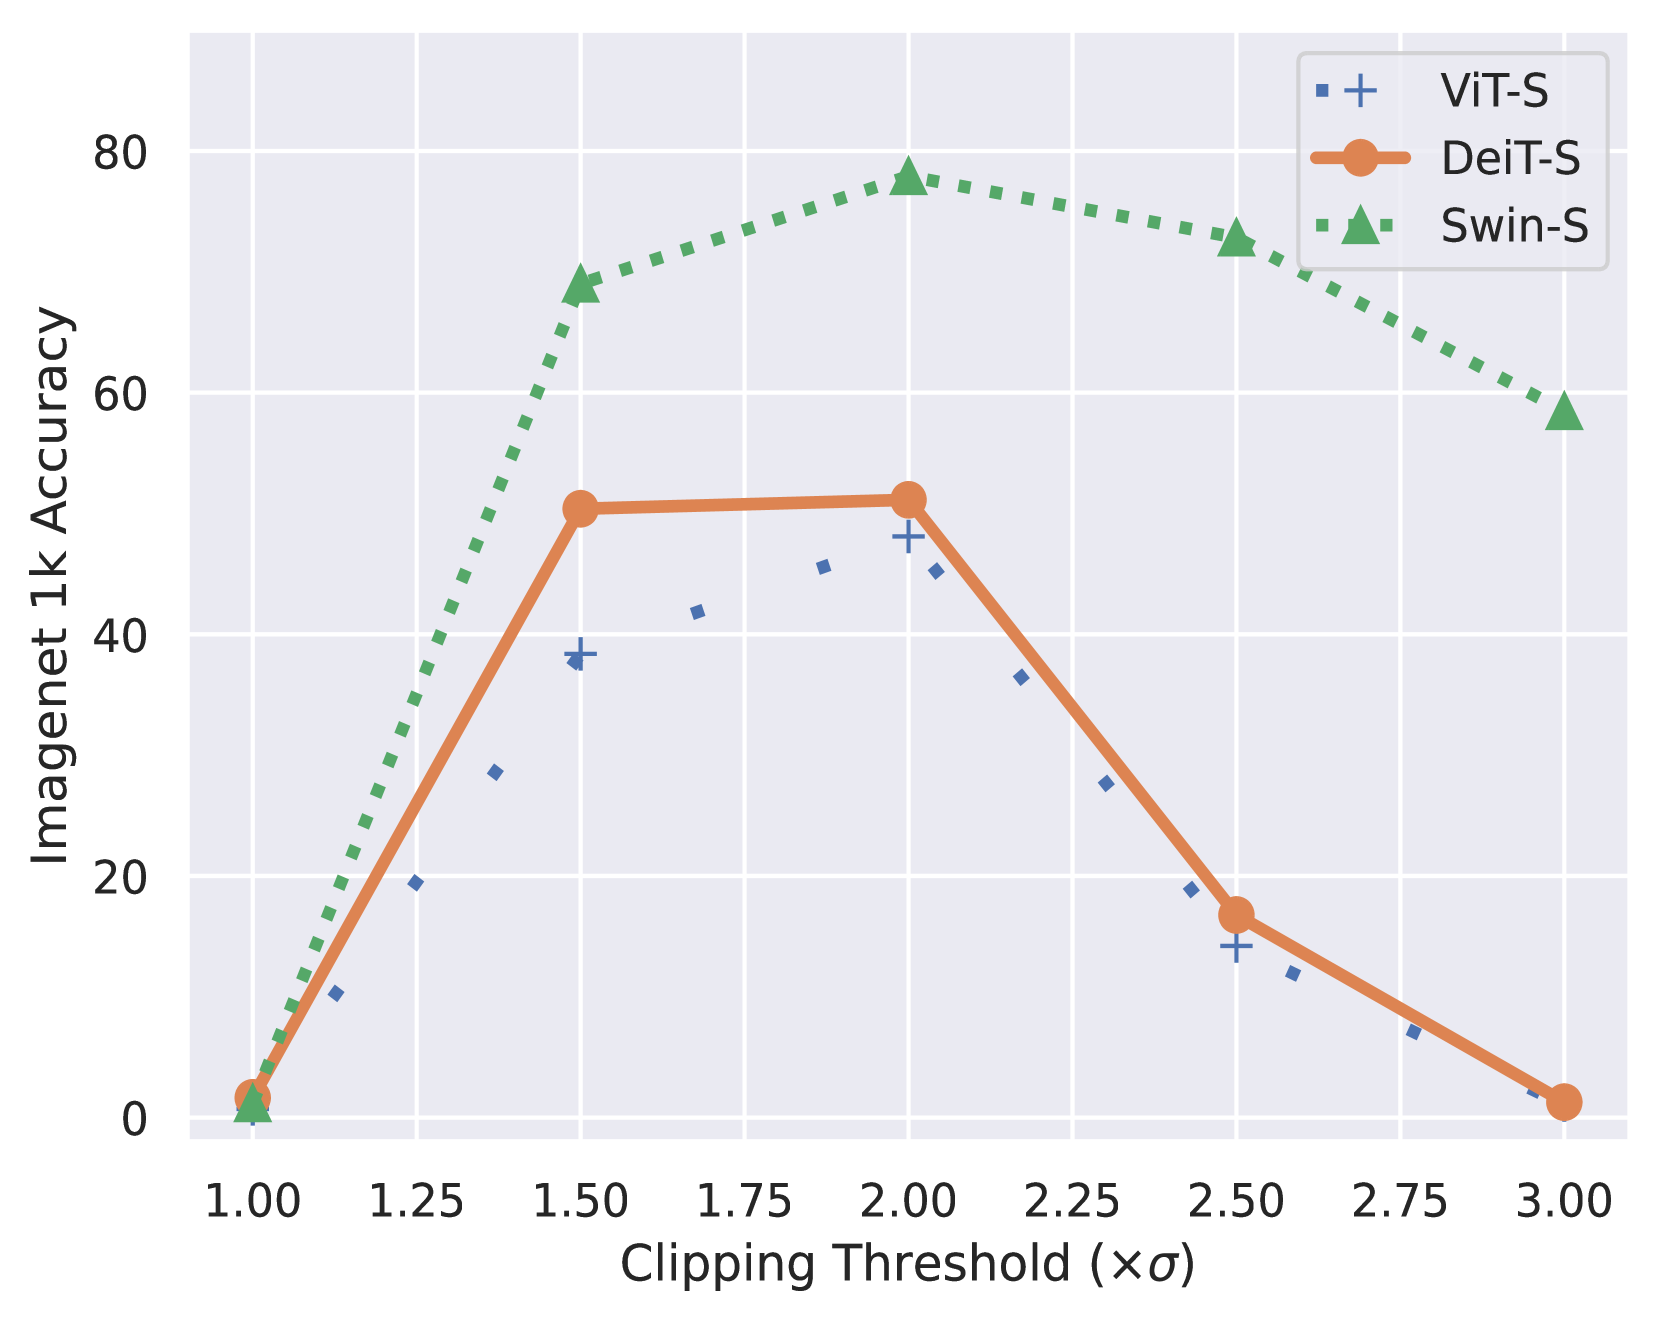 ViT-S
DeiT-S
Swin-S
80
60
40
20
0
Imagenet 1k Accuracy
1.00 1.25 1.50 1.75 2.00 2.25 2.50 2.75 3.00
Clipping Threshold (×σ)